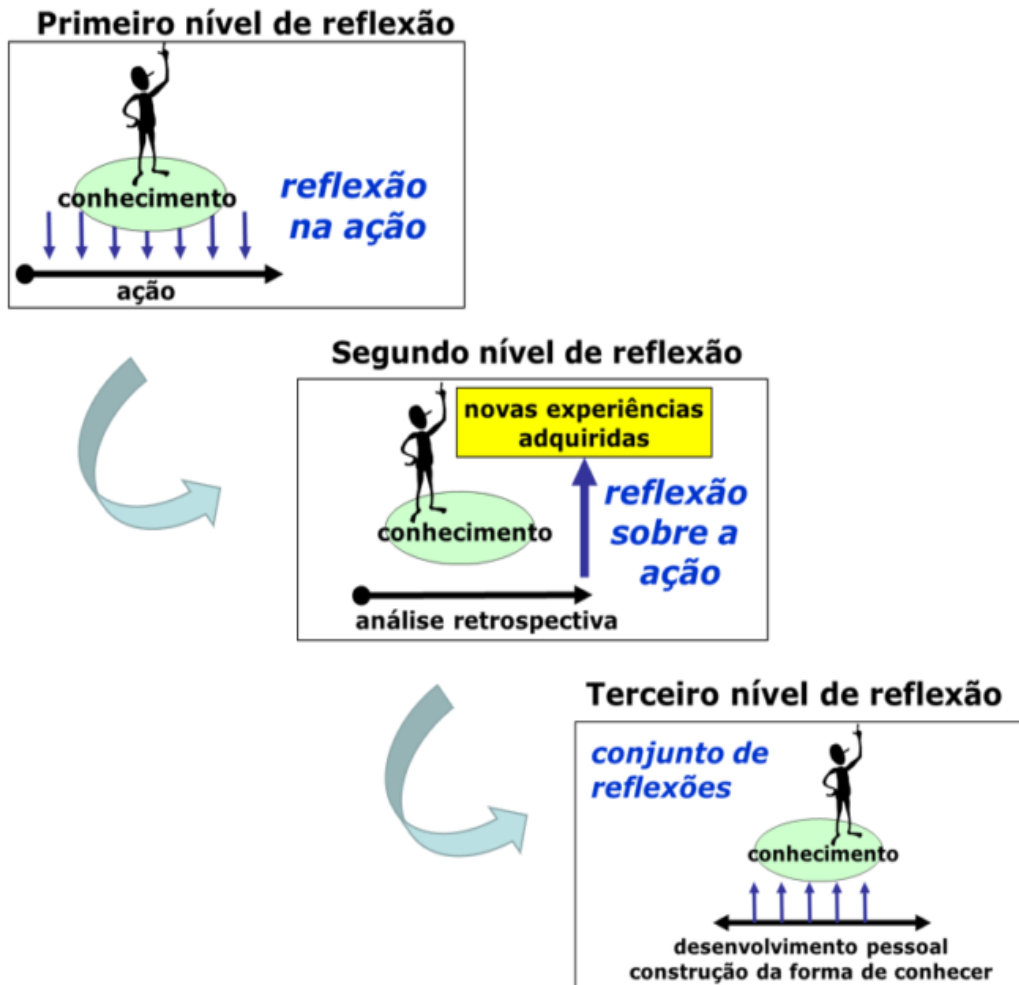 Primeiro nível de reflexão
conhecimento
reflexão
na ação
ação
Segundo nível de reflexão
novas experiências
adquiridas
conhecimento
reflexão
sobre a
ação
análise retrospectiva
Terceiro nível de reflexão
conjunto de
reflexões
conhecimento
desenvolvimento pessoal
construção da forma de conhecer